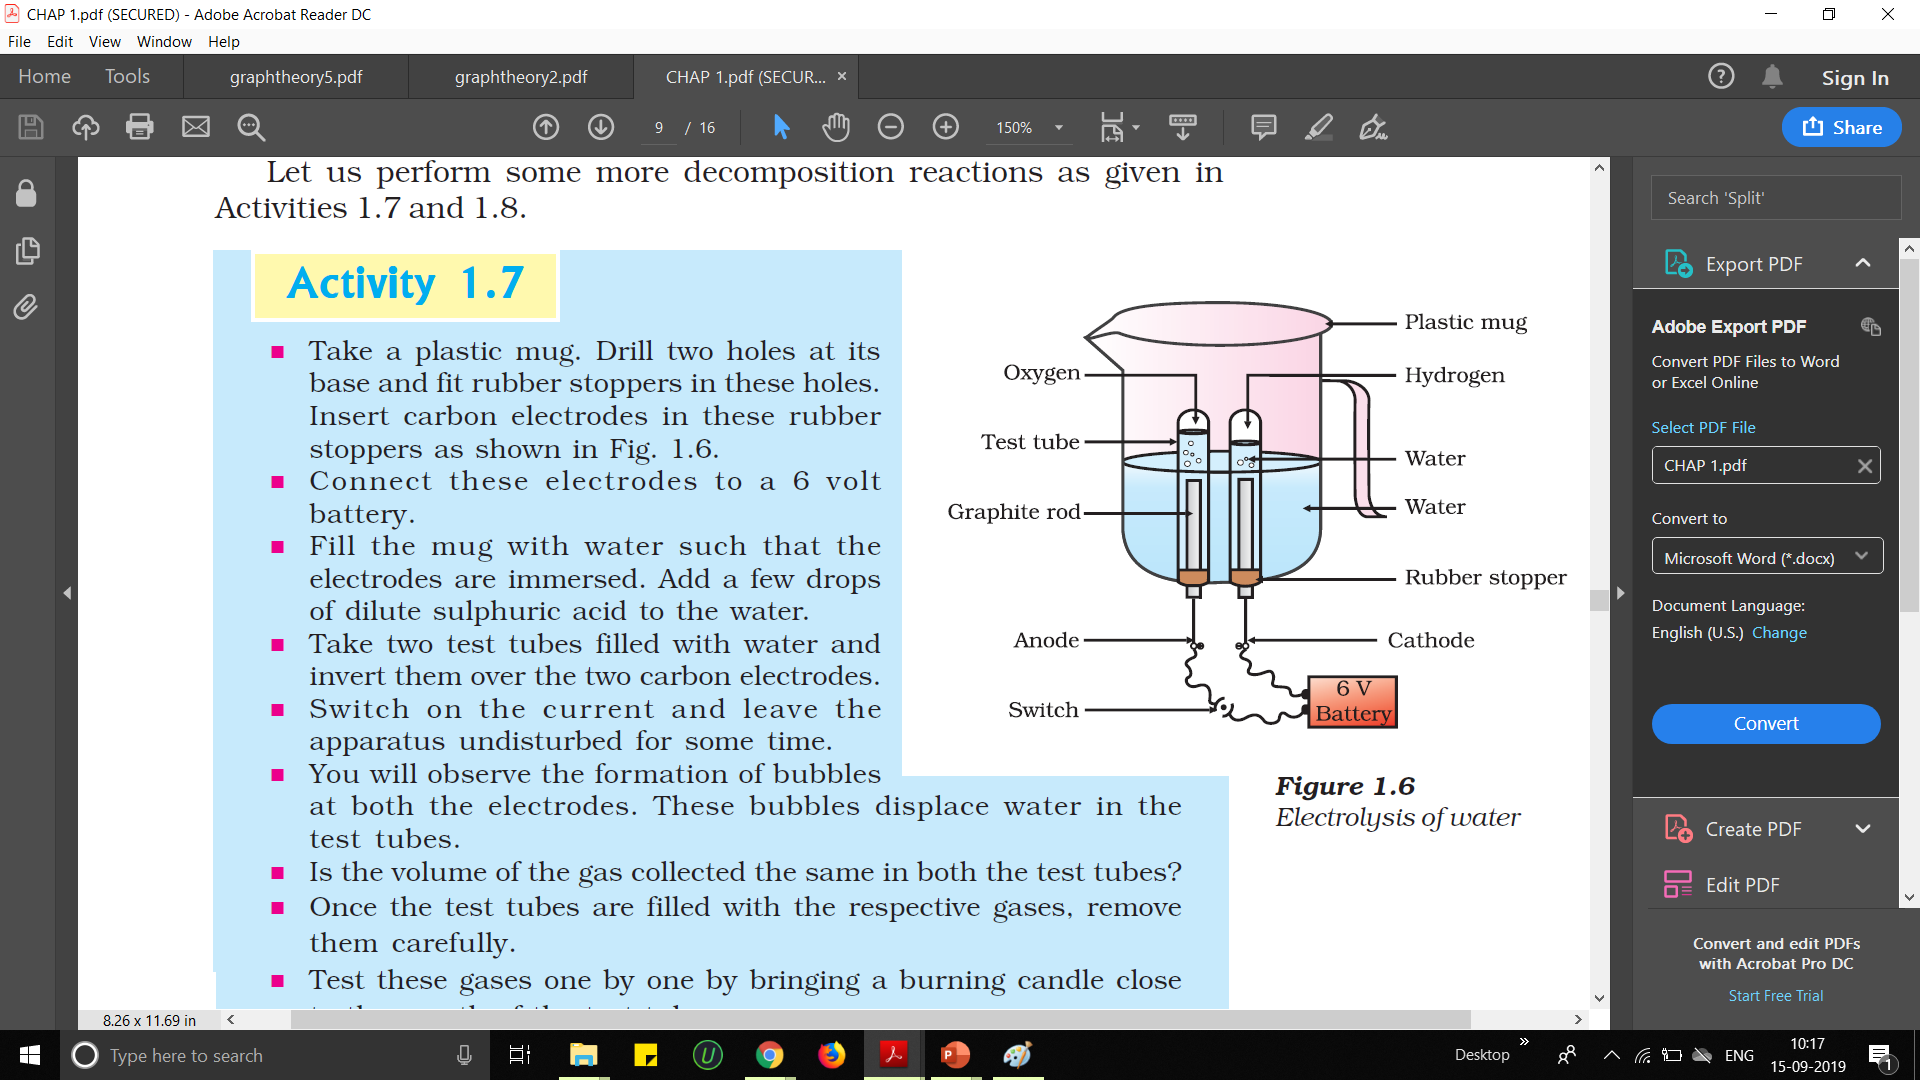 CHAP 1.pdf (SECURED) - Adobe Acrobat Reader DC
File Edit View Window Help
Home Tools graphtheory5.pdf graphtheory2.pdf CHAP 1.pdf (SECUR... × ? Sign In
9 / 16 150% Share
Let us perform some more decomposition reactions as given in
Activities 1.7 and 1.8.
Activity 1.7
Take a plastic mug. Drill two holes at its
base and fit rubber stoppers in these holes.
Insert carbon electrodes in these rubber
stoppers as shown in Fig. 1.6.
Connect these electrodes to a 6 volt
battery.
Fill the mug with water such that the
electrodes are immersed. Add a few drops
of dilute sulphuric acid to the water.
Take two test tubes filled with water and
invert them over the two carbon electrodes.
Switch on the current and leave the
apparatus undisturbed for some time.
You will observe the formation of bubbles
at both the electrodes. These bubbles displace water in the
test tubes.
Is the volume of the gas collected the same in both the test tubes?
Once the test tubes are filled with the respective gases, remove
them carefully.
Test these gases one by one by bringing a burning candle close
Plastic mug
Oxygen
Hydrogen
Test tube
Water
Graphite rod
Water
Rubber stopper
Anode
Cathode
Switch
6 V
Battery
Figure 1.6
Electrolysis of water
Search 'Split'
Export PDF
Adobe Export PDF
Convert PDF Files to Word
or Excel Online
Select PDF File
CHAP 1.pdf
Convert to
Microsoft Word (*.docx)
Document Language:
English (U.S.) Change
Convert
Create PDF
Edit PDF
Convert and edit PDFs
with Acrobat Pro DC
Start Free Trial
8.26 x 11.69 in
Type here to search
Desktop
ENG
10:17
15-09-2019
1